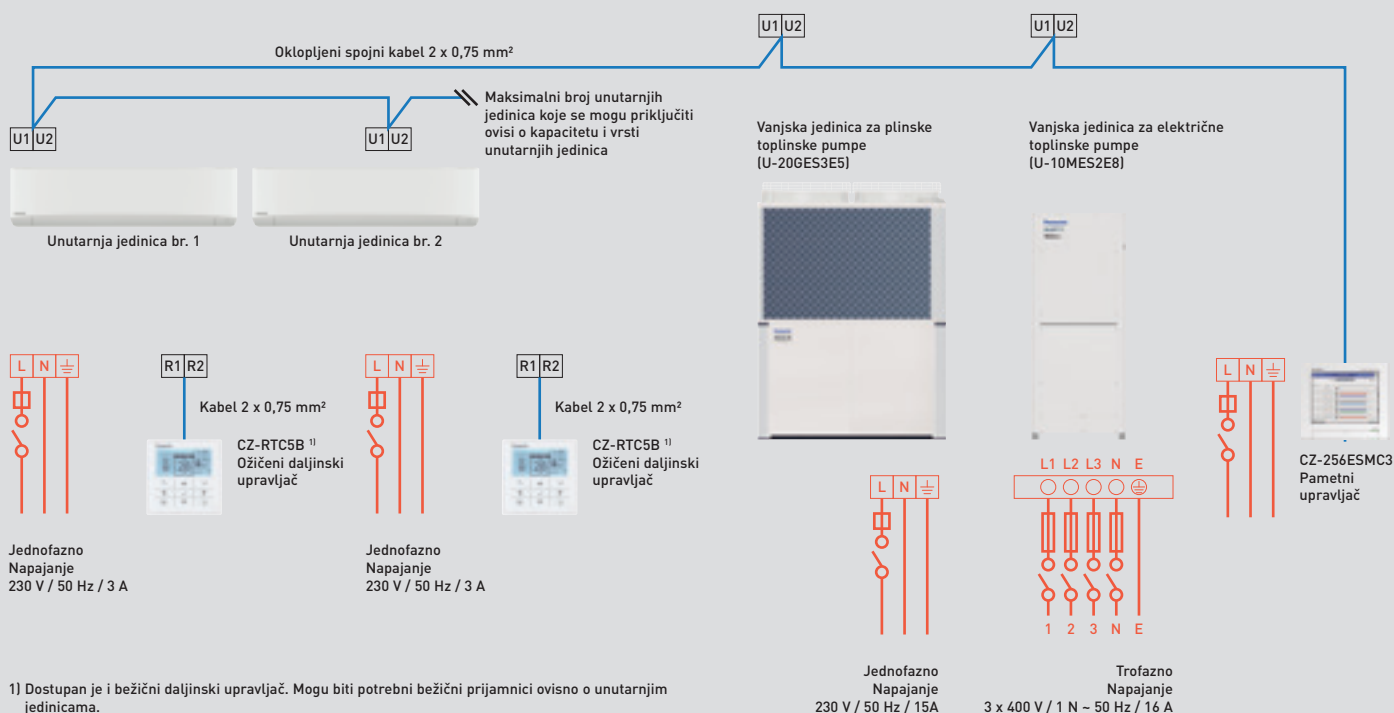 U1 U2
U1 U2
Oklopljeni spojni kabel 2 x 0,75 mm²
Maksimalni broj unutarnjih
jedinica koje se mogu priključiti
ovisi o kapacitetu i vrsti
unutarnjih jedinica
U1 U2
U1 U2
Vanjska jedinica za plinske
toplinske pumpe
(U-20GES3E5)
Vanjska jedinica za električne
toplinske pumpe
(U-10MES2E8)
Unutarnja jedinica br. 1
Unutarnja jedinica br. 2
L N
R1 R2
L N
R1 R2
L N
Kabel 2 x 0,75 mm²
Kabel 2 x 0,75 mm²
CZ-RTC5B 1)
Ožičeni daljinski
upravljač
CZ-RTC5B 1)
Ožičeni daljinski
upravljač
CZ-256ESMC3
Pametni
upravljač
L N
L1 L2 L3 N E
1 2 3 N E
Jednofazno
Napajanje
230 V / 50 Hz / 3 A
Jednofazno
Napajanje
230 V / 50 Hz / 3 A
Jednofazno
Napajanje
230 V / 50 Hz / 15A
Trofazno
Napajanje
3 x 400 V / 1 N ~ 50 Hz / 16 A
1) Dostupan je i bežični daljinski upravljač. Mogu biti potrebni bežični prijamnici ovisno o unutarnjim
jedinicama.